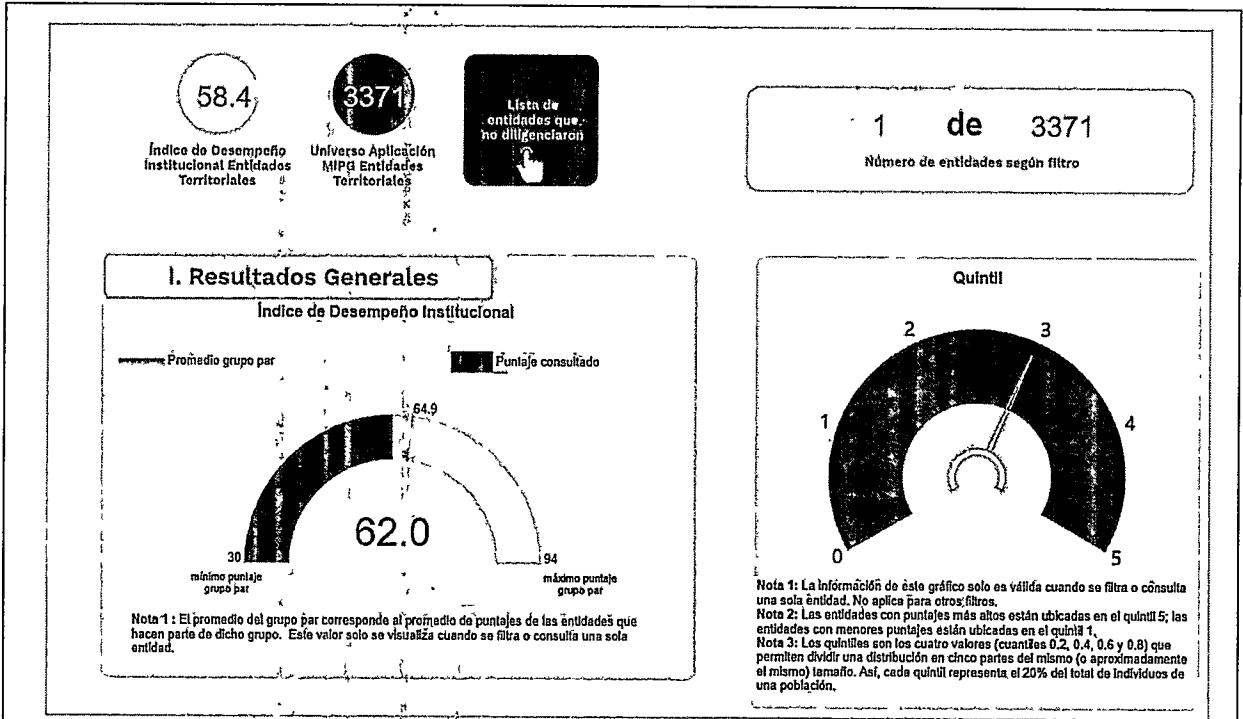 58.4
Índice de Desempeño
Institucional Entidades
Territoriales
3371
Universo Aplicación
MIPG Entidades
Territoriales
Lista de
entidades que
no diligenciaron
1 de 3371
Número de entidades según filtro
I. Resultados Generales
Índice de Desempeño Institucional
Promedio grupo par
Puntaje consultado
64.9
62.0
30
mínimo puntaje
grupo par
94
máximo puntaje
grupo par
Nota 1 : El promedio del grupo par corresponde al promedio de puntajes de las entidades que
hacen parte de dicho grupo. Este valor solo se visualiza cuando se filtra o consulta una sola
entidad.
Quintil
0
1
2
3
4
5
Nota 1: La información de este gráfico solo es válida cuando se filtra o consulta
una sola entidad. No aplica para otros filtros.
Nota 2: Las entidades con puntajes más altos están ubicadas en el quintil 5; las
entidades con menores puntajes están ubicadas en el quintil 1.
Nota 3: Los quintiles son los cuatro valores (cuantiles 0.2, 0.4, 0.6 y 0.8) que
permiten dividir una distribución en cinco partes del mismo (o aproximadamente
el mismo) tamaño. Así, cada quintil representa el 20% del total de individuos de
una población.